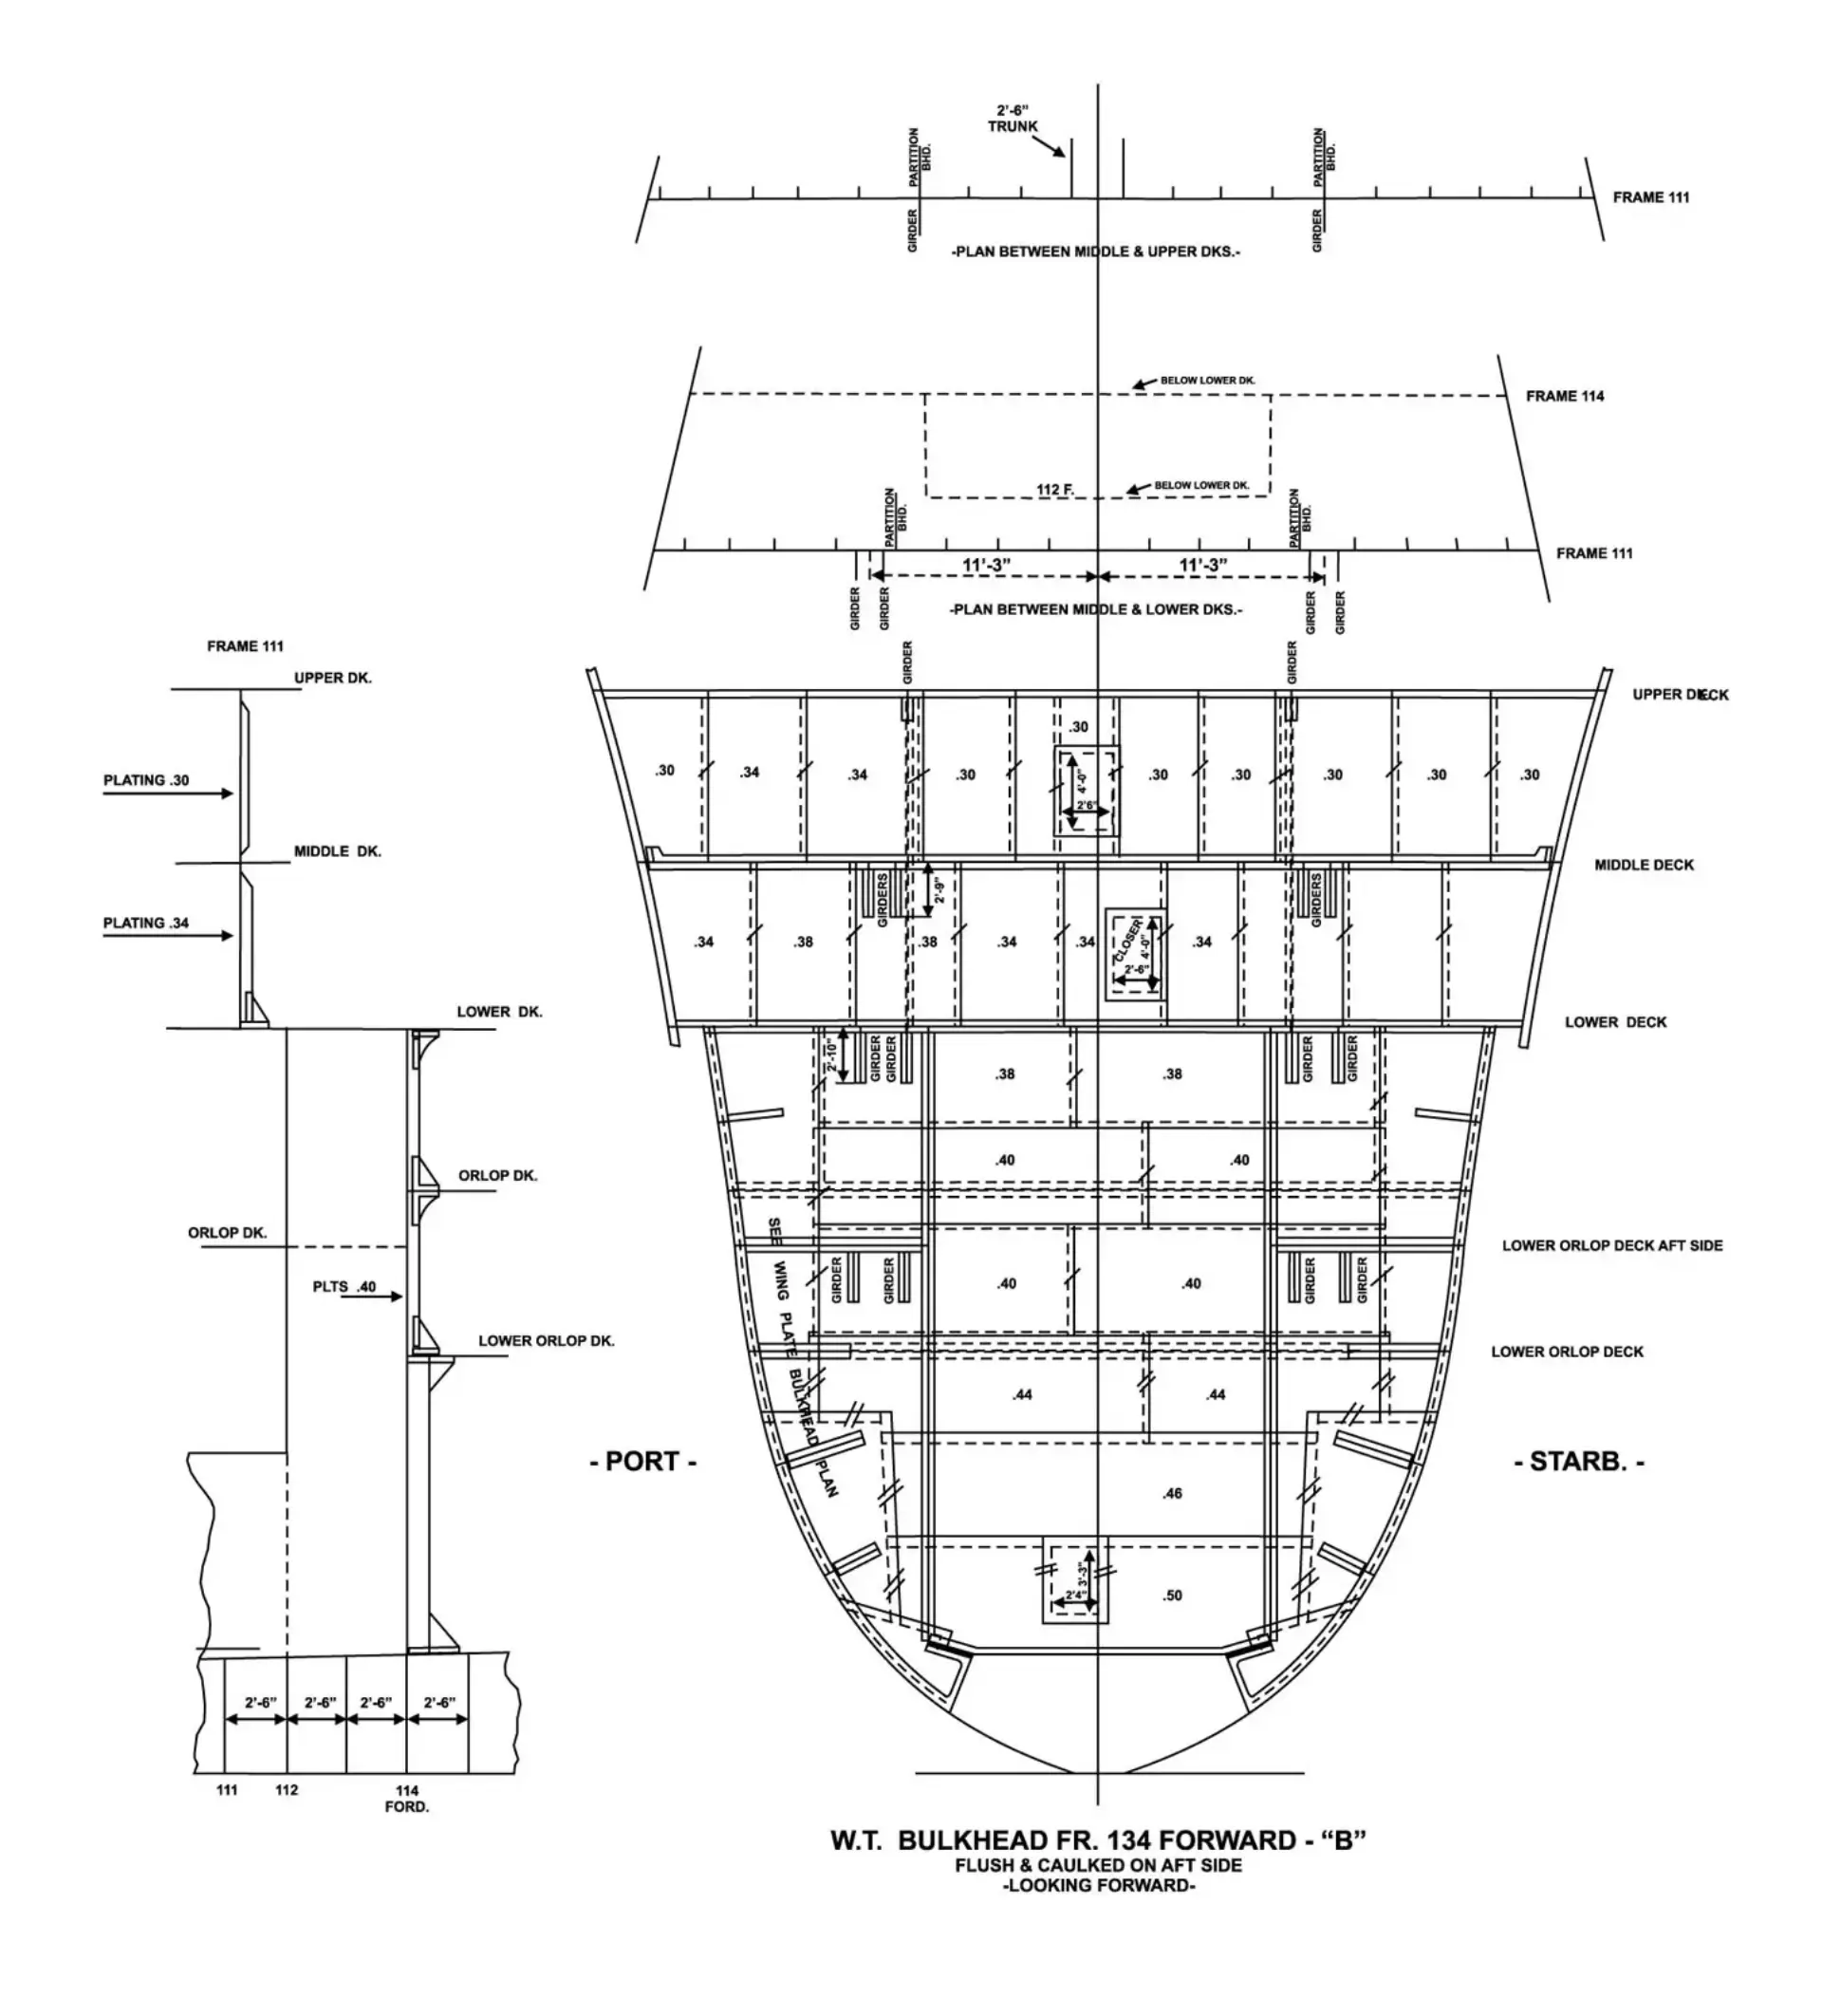 2'-6"
TRUNK
PARTITION
BHD.
GIRDER
PARTITION
BHD.
GIRDER
FRAME 111
-PLAN BETWEEN MIDDLE & UPPER DKS.-
BELOW LOWER DK.
FRAME 114
112 F.
BELOW LOWER DK.
PARTITION
BHD.
PARTITION
BHD.
FRAME 111
11'-3"
11'-3"
GIRDER
GIRDER
GIRDER
GIRDER
-PLAN BETWEEN MIDDLE & LOWER DKS.-
FRAME 111
UPPER DK.
PLATING .30
MIDDLE DK.
PLATING .34
LOWER DK.
ORLOP DK.
ORLOP DK.
PLTS .40
LOWER ORLOP DK.
2'-6"
2'-6"
2'-6"
2'-6"
111
112
114
FORD.
GIRDER
GIRDER
UPPER DECK
.30
.30
.34
.34
.30
4'-0"
2'6"
.30
.30
.30
.30
.30
MIDDLE DECK
GIRDERS
2'-9"
GIRDERS
.34
.38
.38
.34
.34
CLOSER
4'-0"
2'-6"
.34
LOWER DECK
2'-10"
GIRDER
GIRDER
GIRDER
GIRDER
.38
.38
.40
.40
SEE WING PLATE BULKHEAD PLAN
LOWER ORLOP DECK AFT SIDE
GIRDER
GIRDER
GIRDER
GIRDER
.40
.40
LOWER ORLOP DECK
.44
.44
- PORT -
- STARB. -
.46
3'-3"
2'4"
.50
W.T. BULKHEAD FR. 134 FORWARD - "B"
FLUSH & CAULKED ON AFT SIDE
-LOOKING FORWARD-